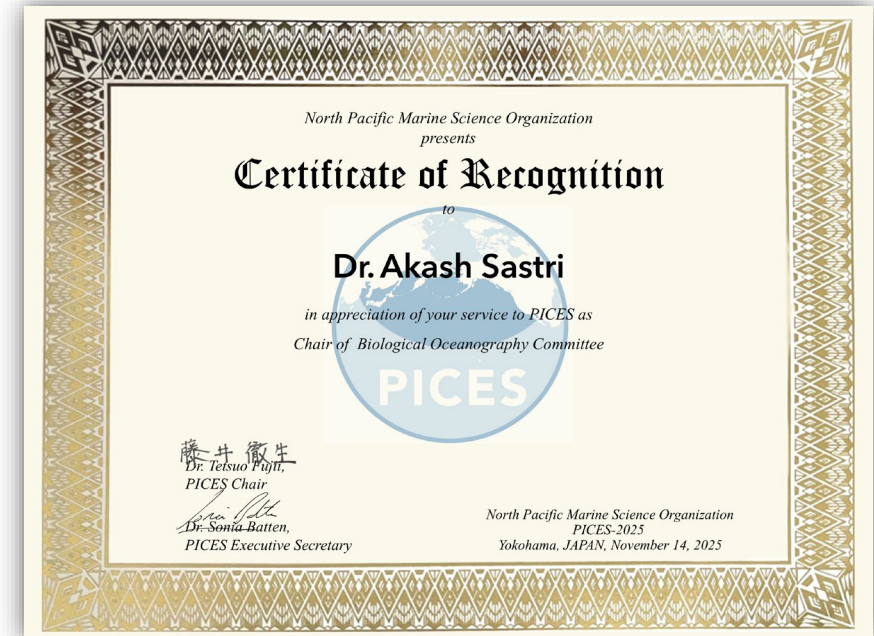 North Pacific Marine Science Organization
presents
Certificate of Recognition
to
Dr. Akash Sastri
in appreciation of your service to PICES as
Chair of Biological Oceanography Committee
PICES
藤井 徹生
Dr. Tetsuo Fujii,
PICES Chair
Sonia Batten
Dr. Sonia Batten,
PICES Executive Secretary
North Pacific Marine Science Organization
PICES-2025
Yokohama, JAPAN, November 14, 2025